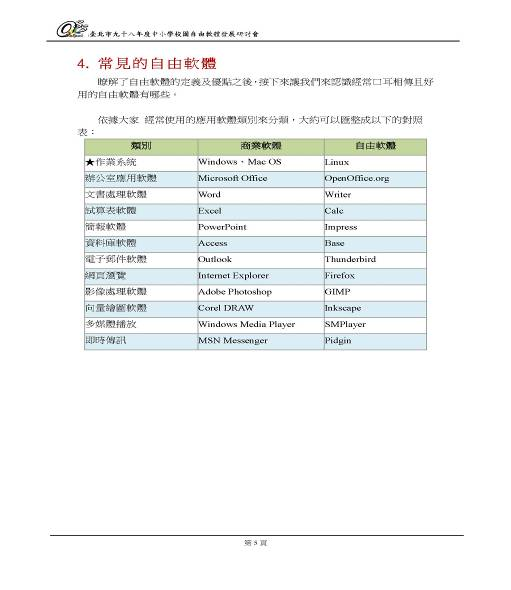 臺北市九十八年度中小學校園自由軟體發展研討會
4. 常見的自由軟體
瞭解了自由軟體的定義及優點之後,接下來讓我們來認識經常口耳相傳且好
用的自由軟體有哪些。
依據大家 經常使用的應用軟體類別來分類，大約可以匯整成以下的對照
表：
類別 商業軟體 自由軟體
★作業系統 Windows、Mac OS Linux
辦公室應用軟體 Microsoft Office OpenOffice.org
文書處理軟體 Word Writer
試算表軟體 Excel Calc
簡報軟體 PowerPoint Impress
資料庫軟體 Access Base
電子郵件軟體 Outlook Thunderbird
網頁瀏覽 Internet Explorer Firefox
影像處理軟體 Adobe Photoshop GIMP
向量繪圖軟體 Corel DRAW Inkscape
多媒體播放 Windows Media Player SMPlayer
即時傳訊 MSN Messenger Pidgin
第 5 頁